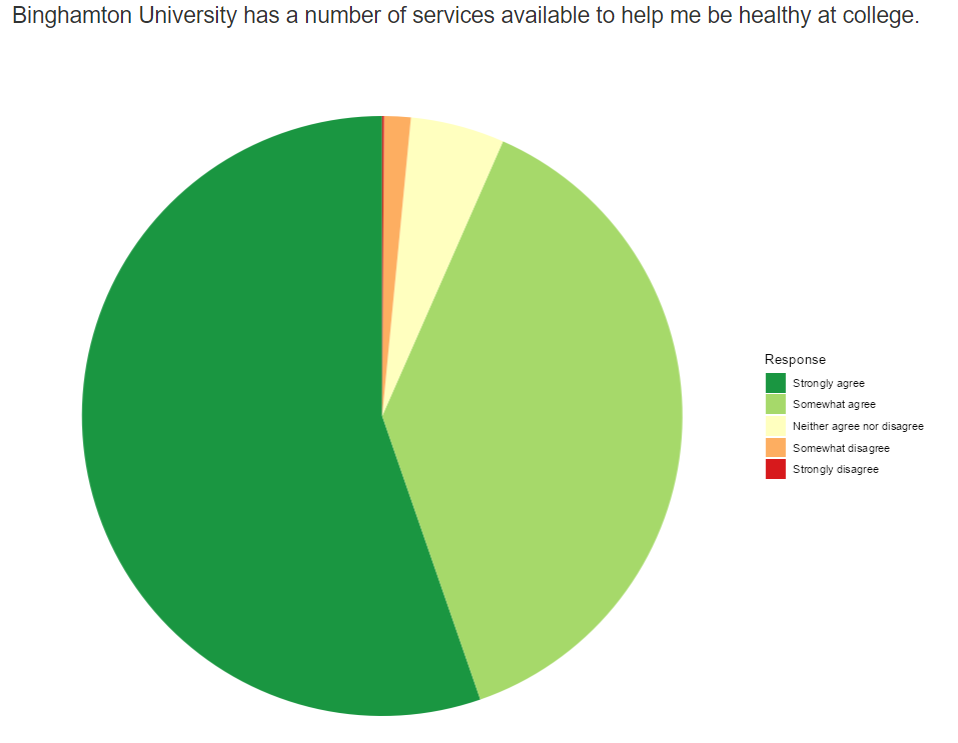 Binghamton University has a number of services available to help me be healthy at college.
Response
Strongly agree
Somewhat agree
Neither agree nor disagree
Somewhat disagree
Strongly disagree